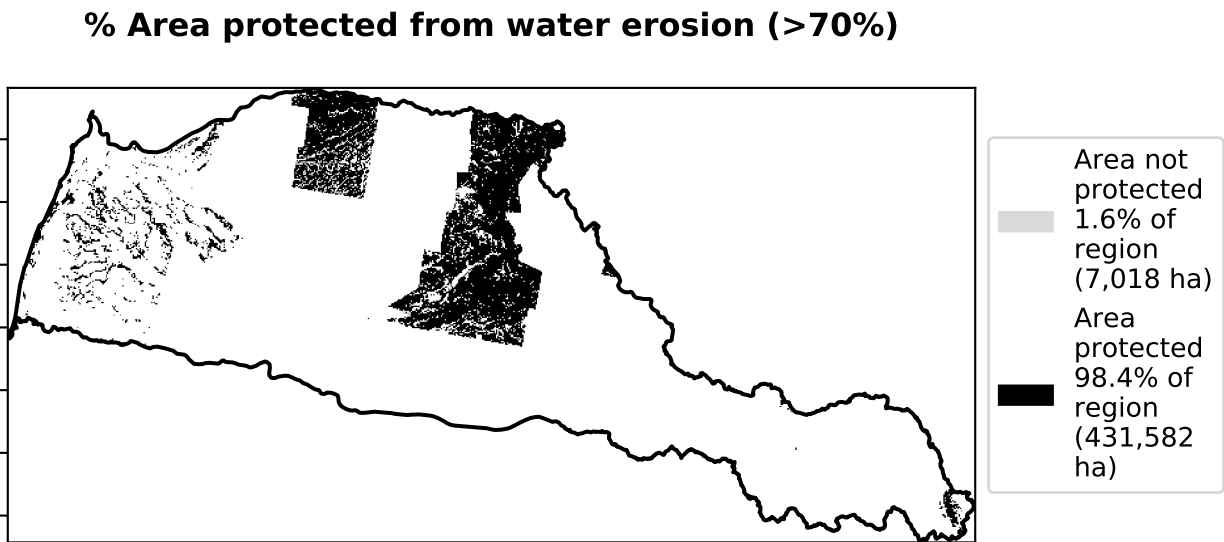 % Area protected from water erosion (>70%)
Area not
protected
1.6% of
region
(7,018 ha)
Area
protected
98.4% of
region
(431,582
ha)